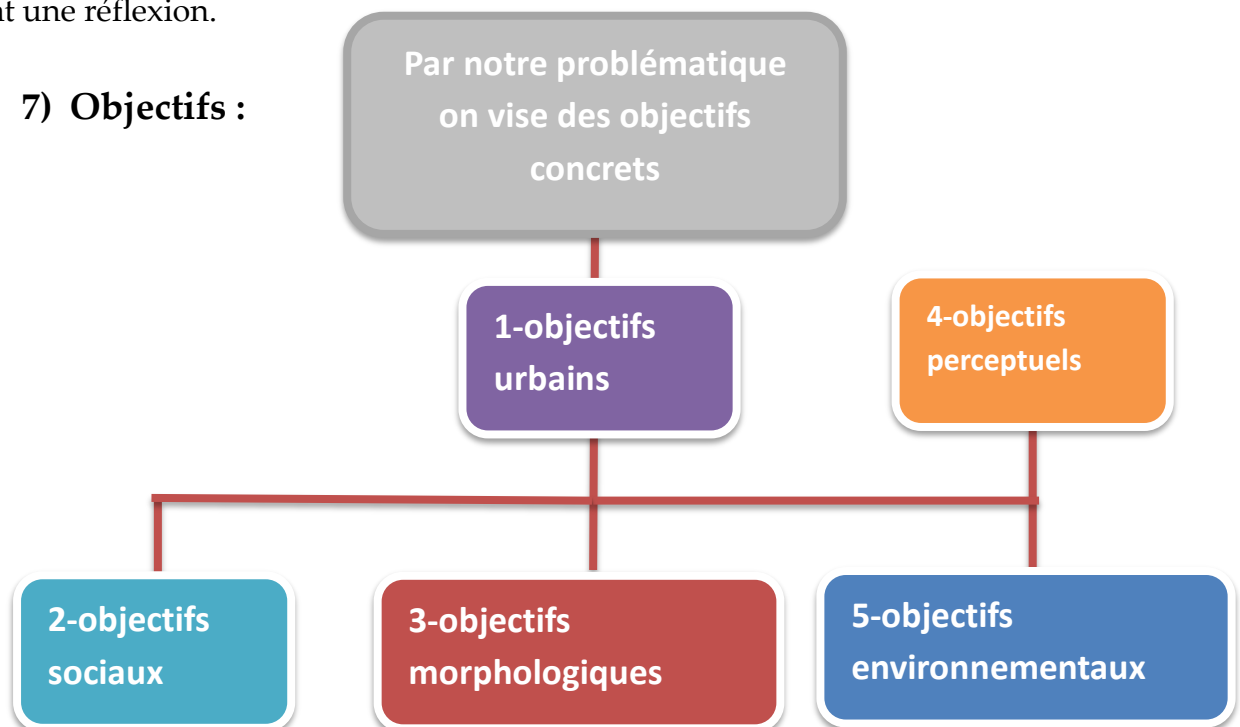 nt une réflexion.
7) Objectifs :
Par notre problématique
on vise des objectifs
concrets
1-objectifs
urbains
4-objectifs
perceptuels
2-objectifs
sociaux
3-objectifs
morphologiques
5-objectifs
environnementaux